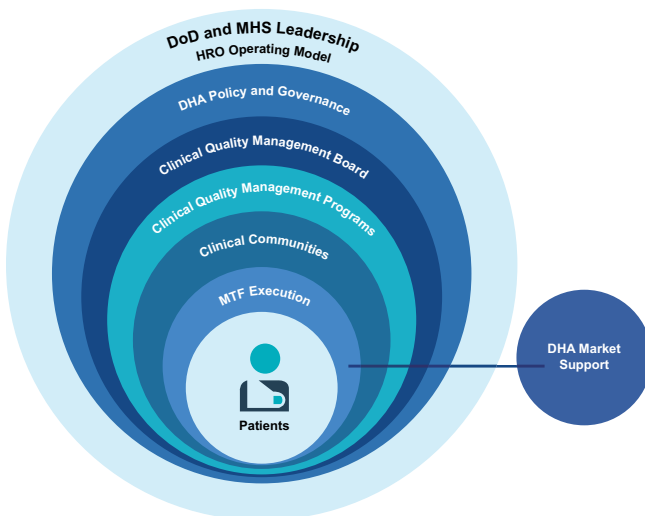 DoD and MHS Leadership
HRO Operating Model
DHA Policy and Governance
Clinical Quality Management Board
Clinical Quality Management Programs
Clinical Communities
MTF Execution
Patients
DHA Market
Support